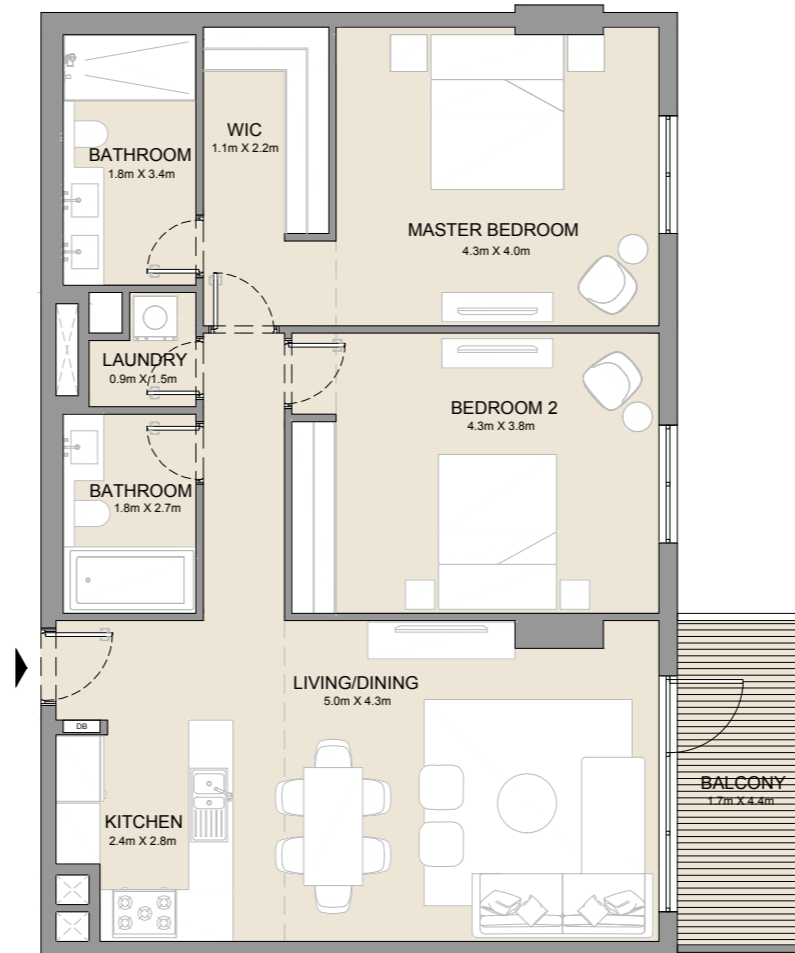 BATHROOM
1.8m X 3.4m
WIC
1.1m X 2.2m
MASTER BEDROOM
4.3m X 4.0m
LAUNDRY
0.9m X 1.5m
BEDROOM 2
4.3m X 3.8m
BATHROOM
1.8m X 2.7m
LIVING/DINING
5.0m X 4.3m
DB
BALCONY
1.7m X 4.4m
KITCHEN
2.4m X 2.8m